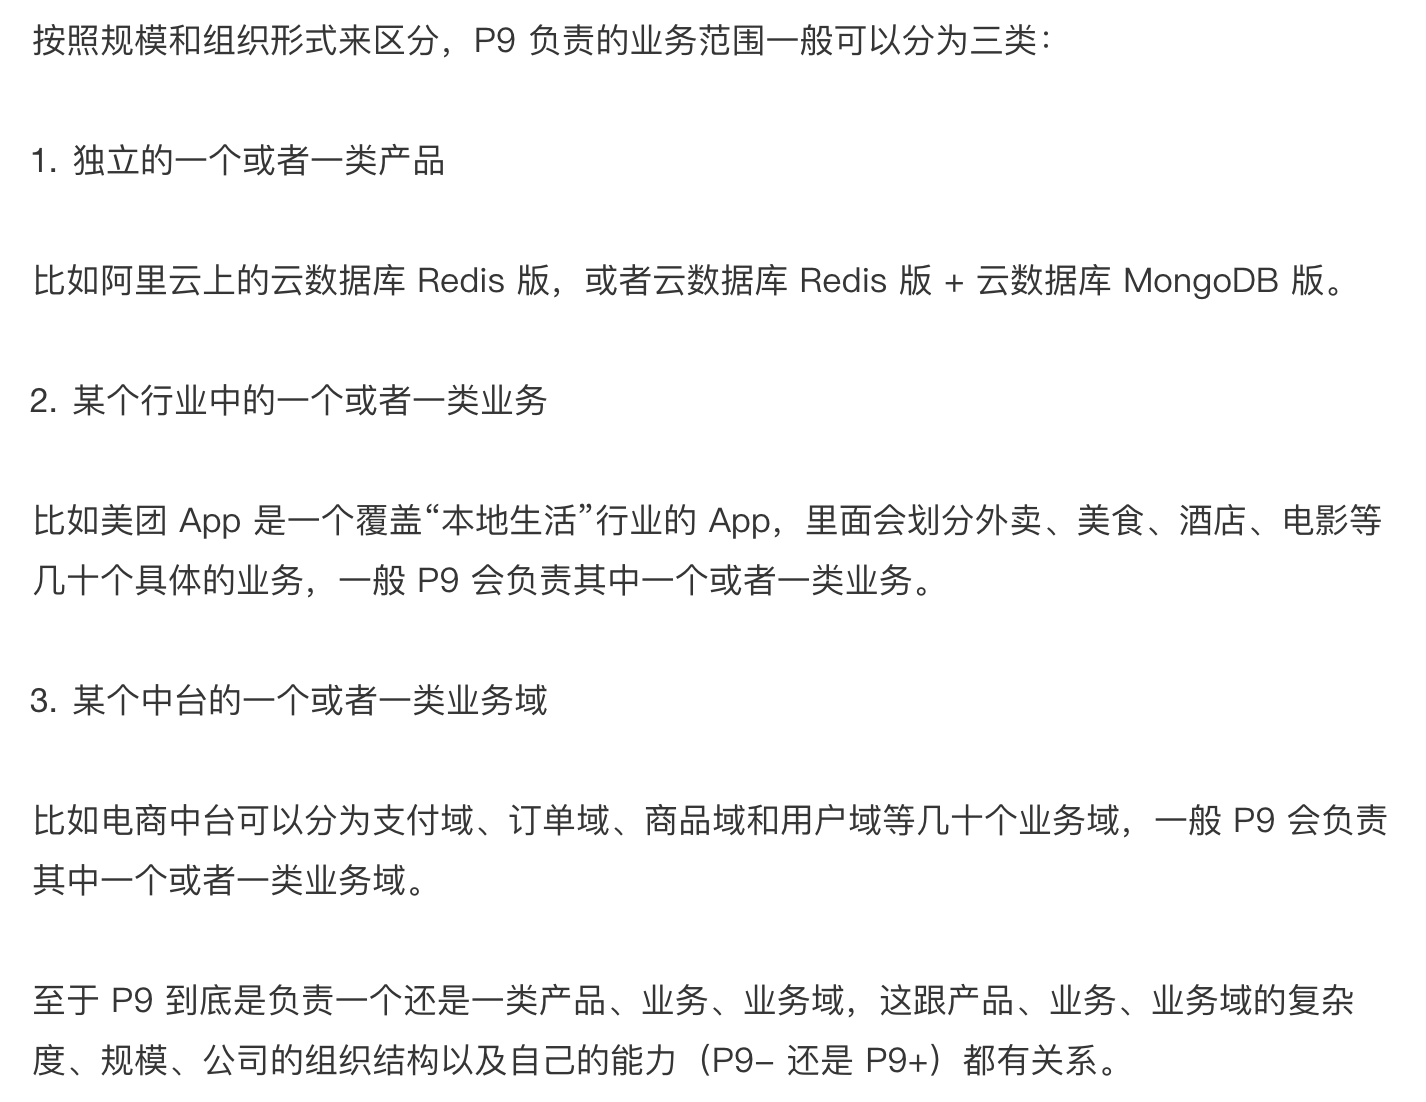 按照规模和组织形式来区分，P9 负责的业务范围一般可以分为三类：
1. 独立的一个或者一类产品
比如阿里云上的云数据库 Redis 版，或者云数据库 Redis 版 + 云数据库 MongoDB 版。
2. 某个行业中的一个或者一类业务
比如美团 App 是一个覆盖“本地生活”行业的 App，里面会划分外卖、美食、酒店、电影等
几十个具体的业务，一般 P9 会负责其中一个或者一类业务。
3. 某个中台的一个或者一类业务域
比如电商中台可以分为支付域、订单域、商品域和用户域等几十个业务域，一般 P9 会负责
其中一个或者一类业务域。
至于 P9 到底是负责一个还是一类产品、业务、业务域，这跟产品、业务、业务域的复杂
度、规模、公司的组织结构以及自己的能力（P9- 还是 P9+）都有关系。